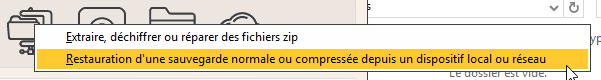 Extraire, déchiffrer ou réparer des fichiers zip
Restauration d'une sauvegarde normale ou compressée depuis un dispositif local ou réseau
Le dossier est vide.